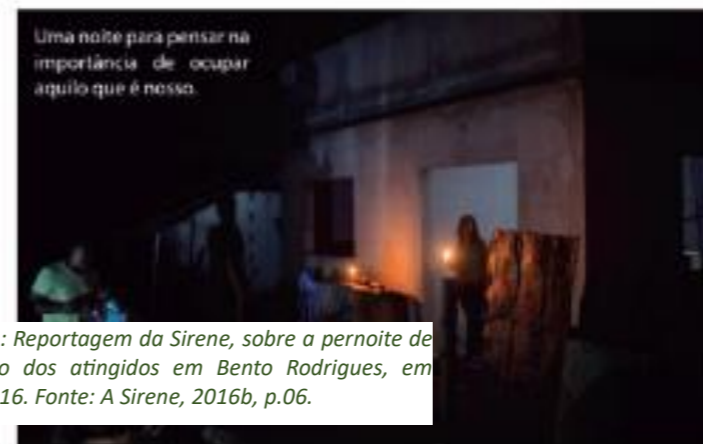 Uma noite para pensar na
importância de ocupar
aquilo que é nosso.
: Reportagem da Sirene, sobre a pernoite de
o dos atingidos em Bento Rodrigues, em
16. Fonte: A Sirene, 2016b, p.06.